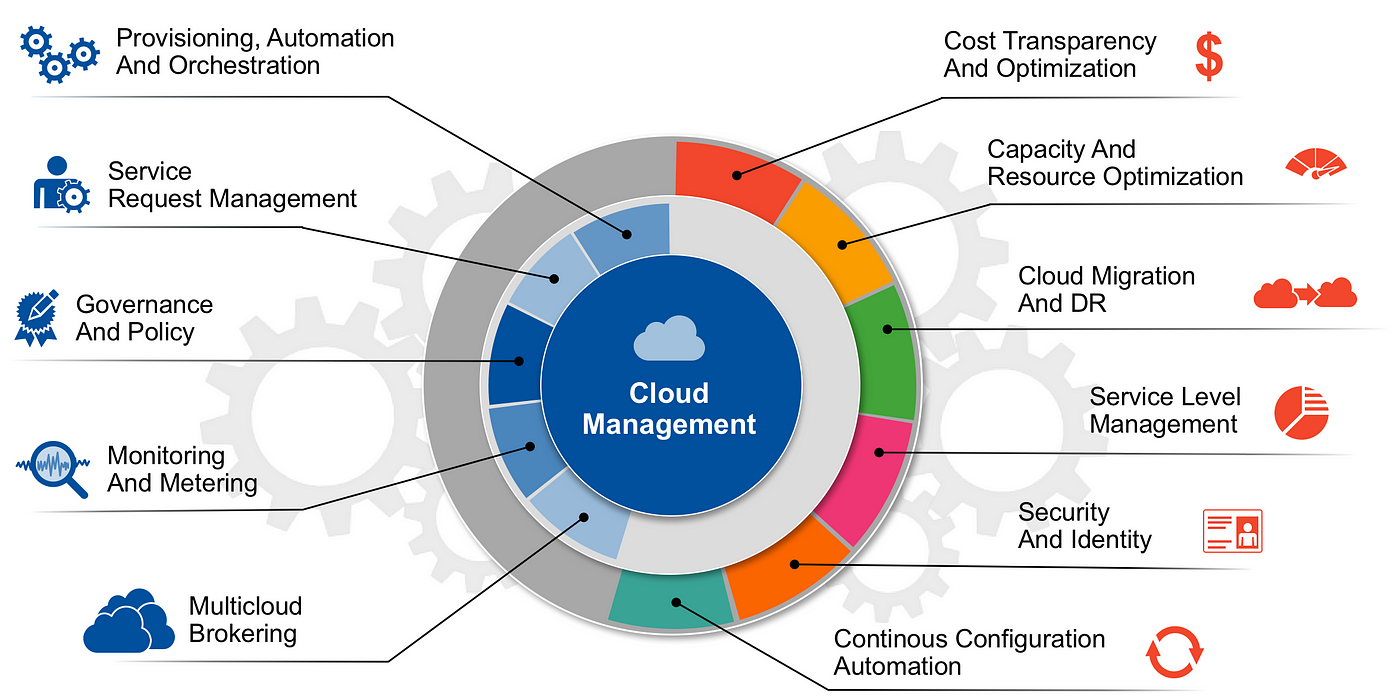 Provisioning, Automation
And Orchestration
Service
Request Management
Governance
And Policy
Monitoring
And Metering
Multicloud
Brokering
Cloud
Management
Cost Transparency
And Optimization
$
Capacity And
Resource Optimization
Cloud Migration
And DR
Service Level
Management
Security
And Identity
Continous Configuration
Automation